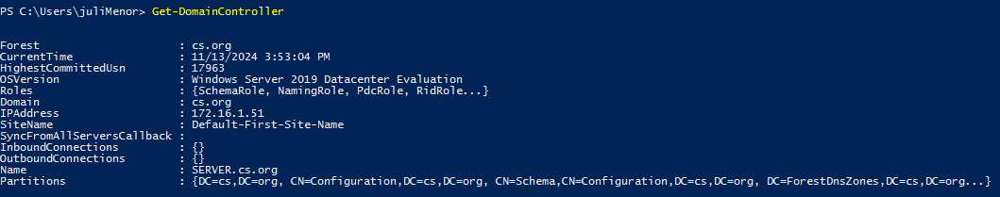 PS C:\Users\juliMenor> Get-DomainController
Forest : cs.org
CurrentTime : 11/13/2024 3:53:04 PM
HighestCommittedUsn : 17963
OSVersion : Windows Server 2019 Datacenter Evaluation
Roles : {SchemaRole, NamingRole, PdcRole, RidRole...}
Domain : cs.org
IPAddress : 172.16.1.51
SiteName : Default-First-Site-Name
SyncFromAllServersCallback :
InboundConnections : {}
OutboundConnections : {}
Name : SERVER.cs.org
Partitions : {DC=cs,DC=org, CN=Configuration,DC=cs,DC=org, CN=Schema,CN=Configuration,DC=cs,DC=org, DC=ForestDnsZones,DC=cs,DC=org...}